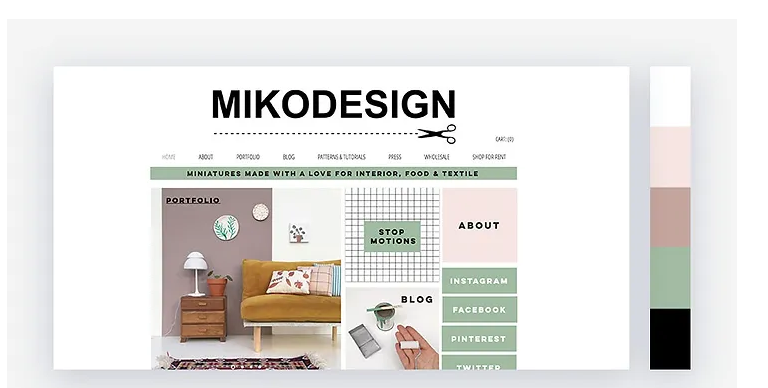 MIKODESIGN
CART: (0)
HOME ABOUT PORTFOLIO BLOG PATTERNS & TUTORIALS PRESS WHOLESALE SHOP FOR RENT
MINIATURES MADE WITH A LOVE FOR INTERIOR, FOOD & TEXTILE
PORTFOLIO
STOP
MOTIONS
ABOUT
BLOG
INSTAGRAM
FACEBOOK
PINTEREST
TWITTER